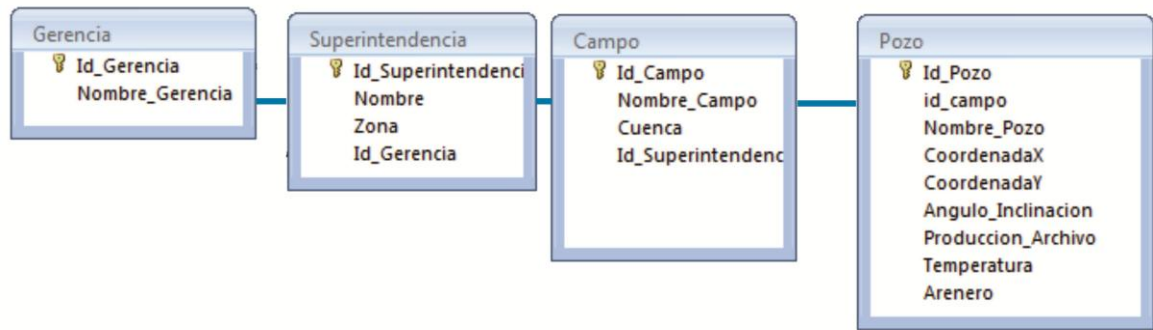 Gerencia
Id_Gerencia
Nombre_Gerencia
Superintendencia
Id_Superintendenci
Nombre
Zona
Id_Gerencia
Campo
Id_Campo
Nombre_Campo
Cuenca
Id_Superintendenc
Pozo
Id_Pozo
id_campo
Nombre_Pozo
CoordenadaX
CoordenadaY
Angulo_Inclinacion
Produccion_Archivo
Temperatura
Arenero